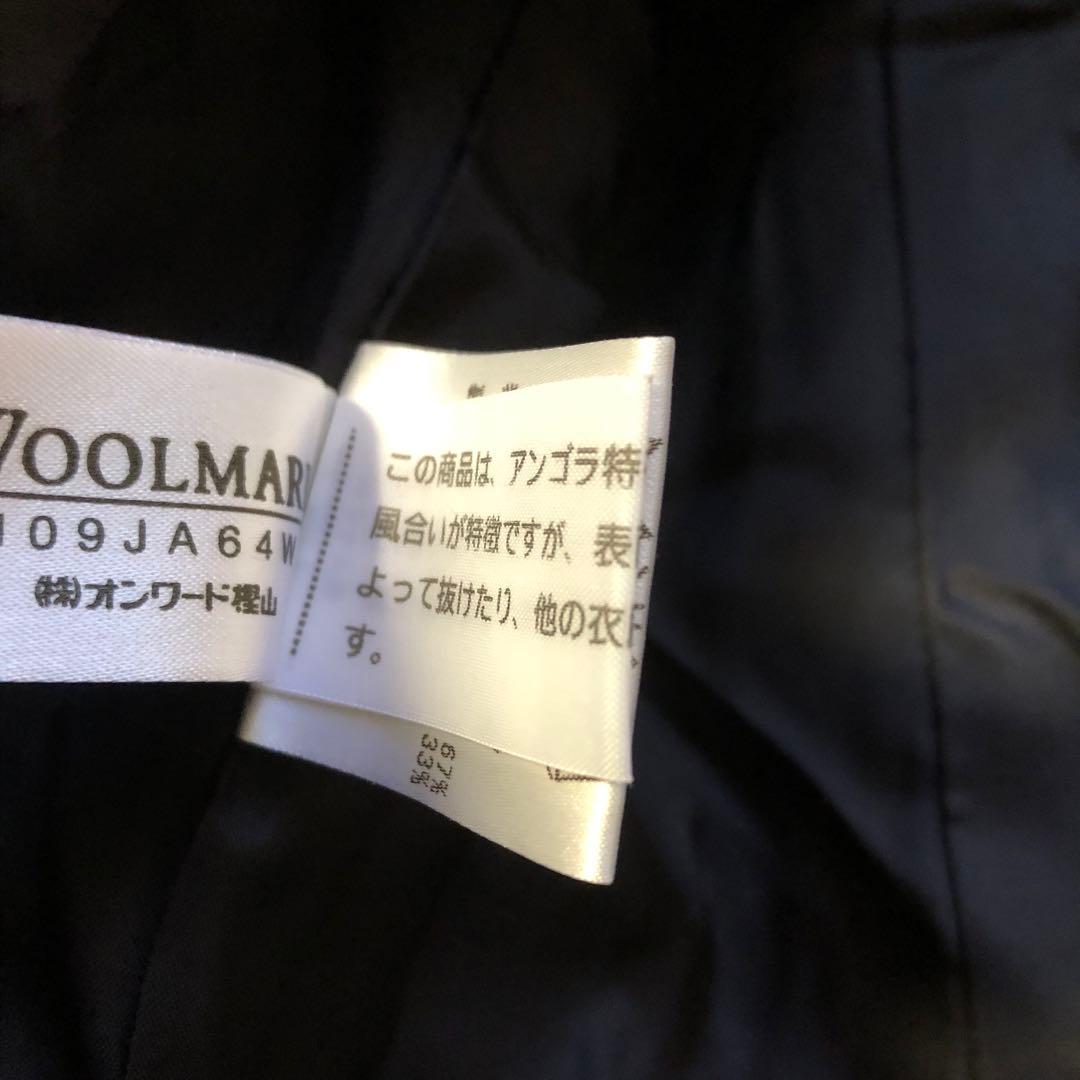 WOOLMAR
109JA64W
(株)オンワード樫山
この商品は、アンゴラ特
風合いが特徴ですが、表
よって抜けたり、他の衣
す。
67%
33%